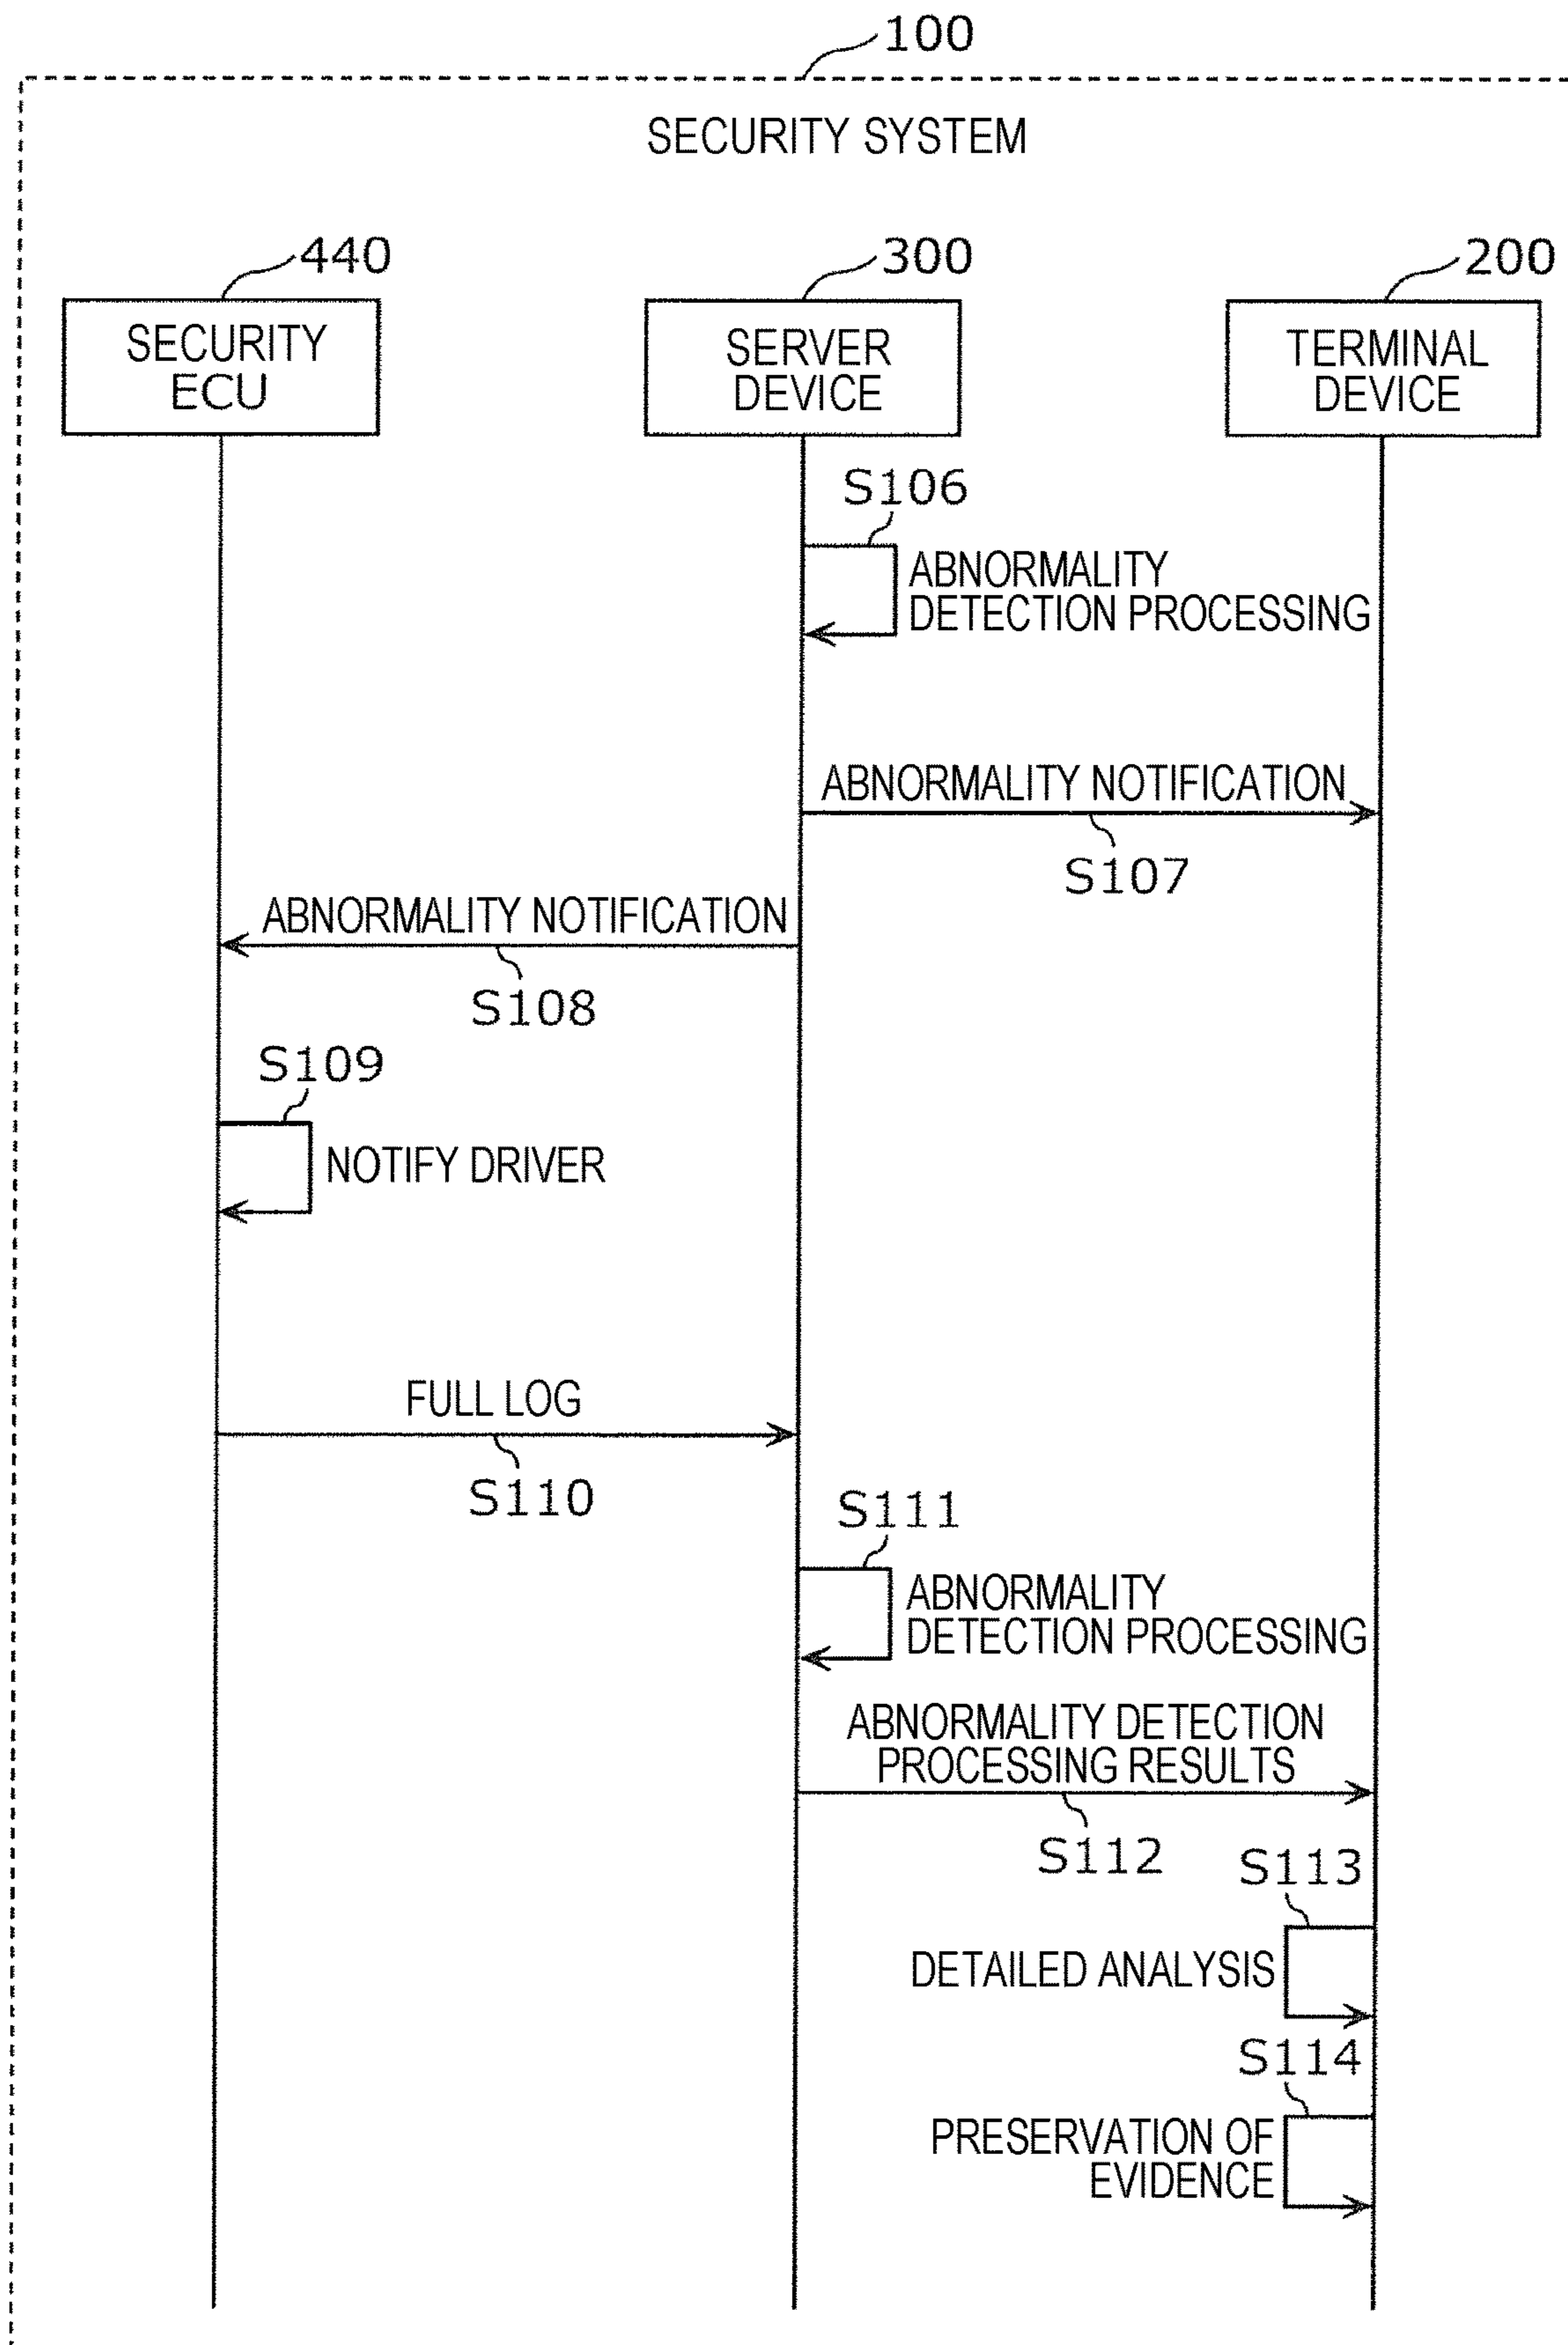 100
SECURITY SYSTEM
440
300
200
SECURITY
ECU
SERVER
DEVICE
TERMINAL
DEVICE
S106
ABNORMALITY
DETECTION PROCESSING
ABNORMALITY NOTIFICATION
S107
ABNORMALITY NOTIFICATION
S108
S109
NOTIFY DRIVER
FULL LOG
S110
S111
ABNORMALITY
DETECTION PROCESSING
ABNORMALITY DETECTION
PROCESSING RESULTS
S112
S113
DETAILED ANALYSIS
S114
PRESERVATION OF
EVIDENCE